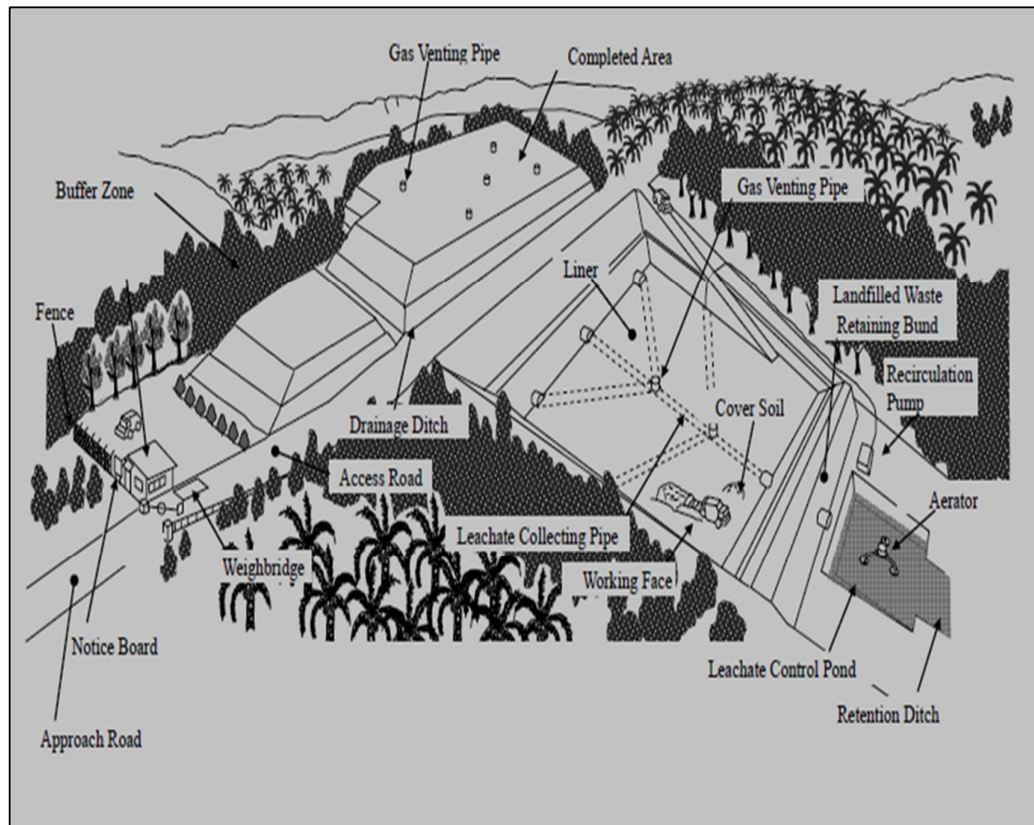 Gas Venting Pipe
Completed Area
Buffer Zone
Gas Venting Pipe
Liner
Landfilled Waste
Retaining Bund
Fence
Recirculation
Pump
Cover Soil
Drainage Ditch
Access Road
Aerator
Leachate Collecting Pipe
Weighbridge
Working Face
Notice Board
Leachate Control Pond
Retention Ditch
Approach Road